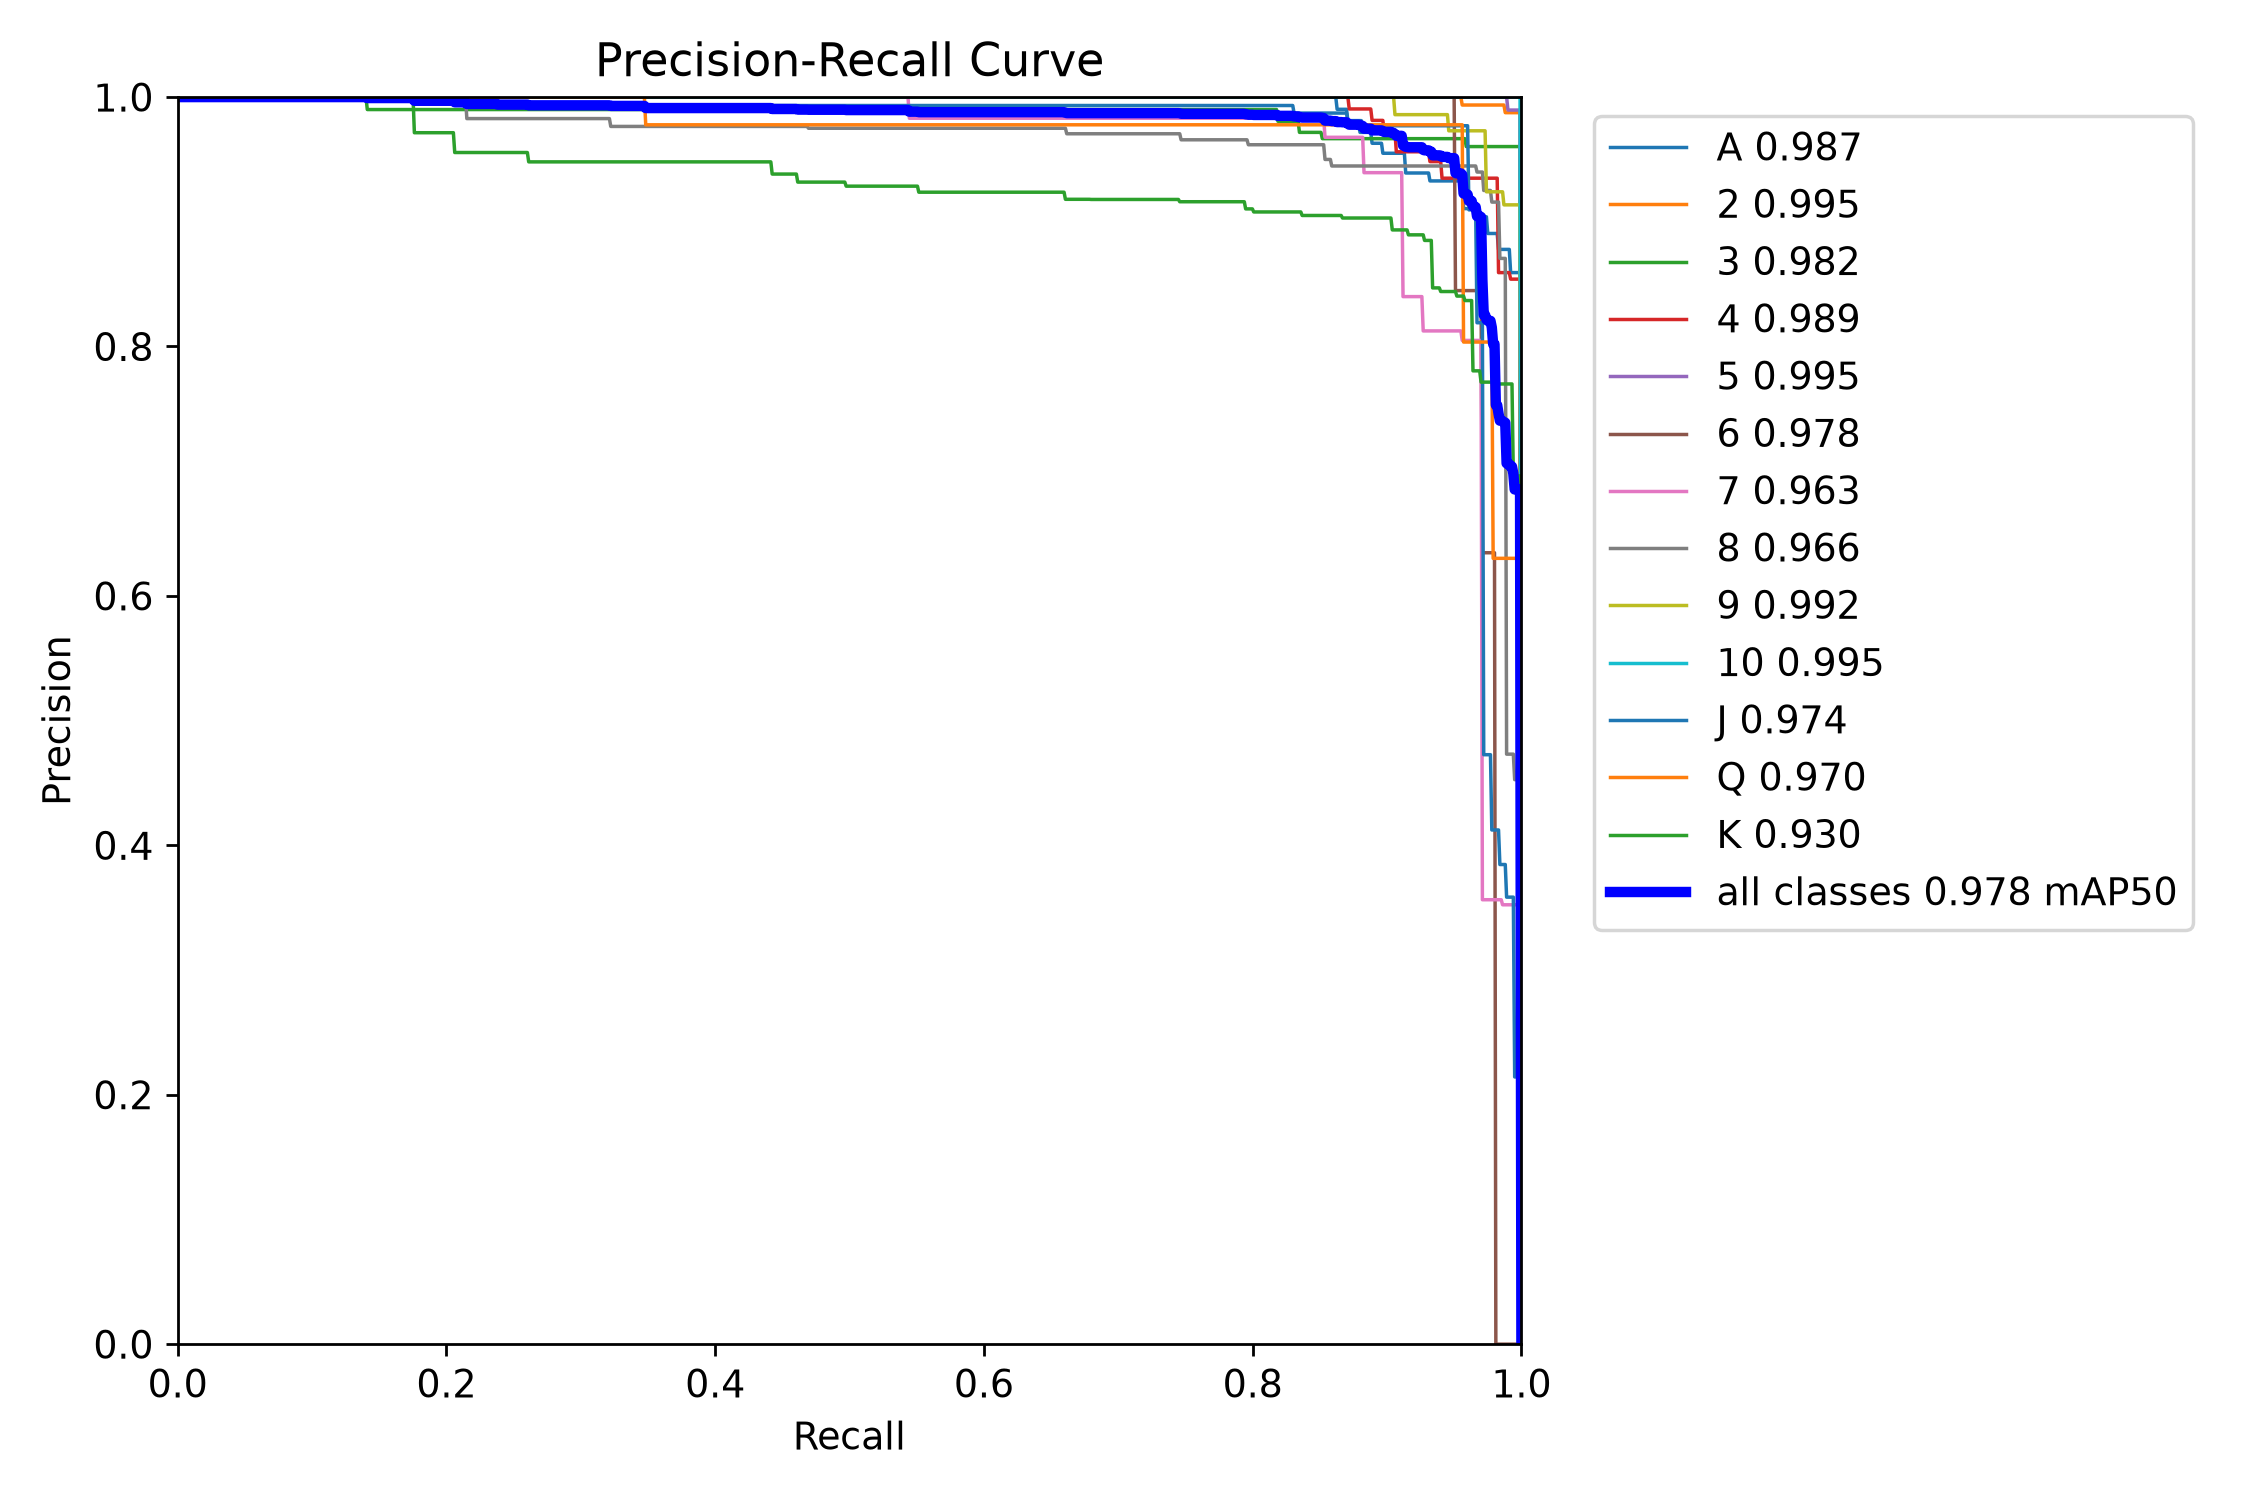 Precision-Recall Curve
1.0
0.8
0.6
0.4
0.2
0.0
Precision
0.0 0.2 0.4 0.6 0.8 1.0
Recall
A 0.987
2 0.995
3 0.982
4 0.989
5 0.995
6 0.978
7 0.963
8 0.966
9 0.992
10 0.995
J 0.974
Q 0.970
K 0.930
all classes 0.978 mAP50